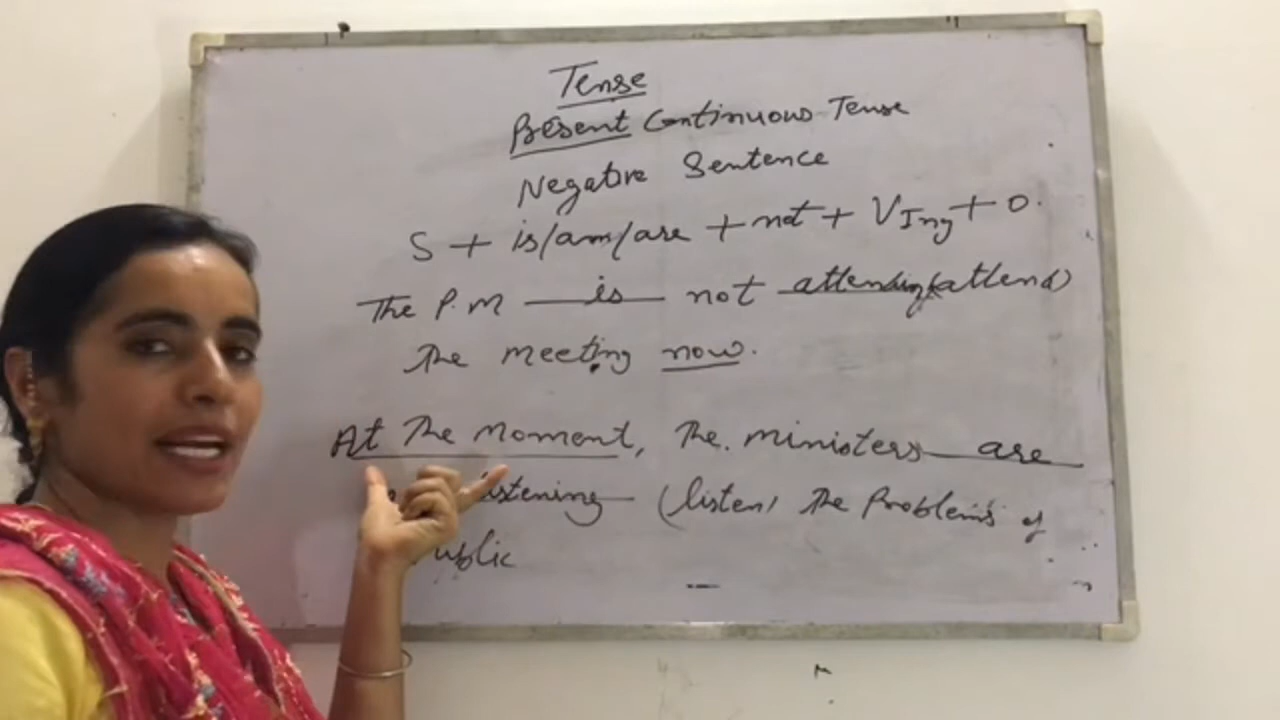 Tense
Present Continuous Tense
Negative Sentence
S + is/am/are + not + VIng + O.
The P.M is not attending (attend)
the meeting now.
At the moment, the ministers are
listening (listen) the Problems of